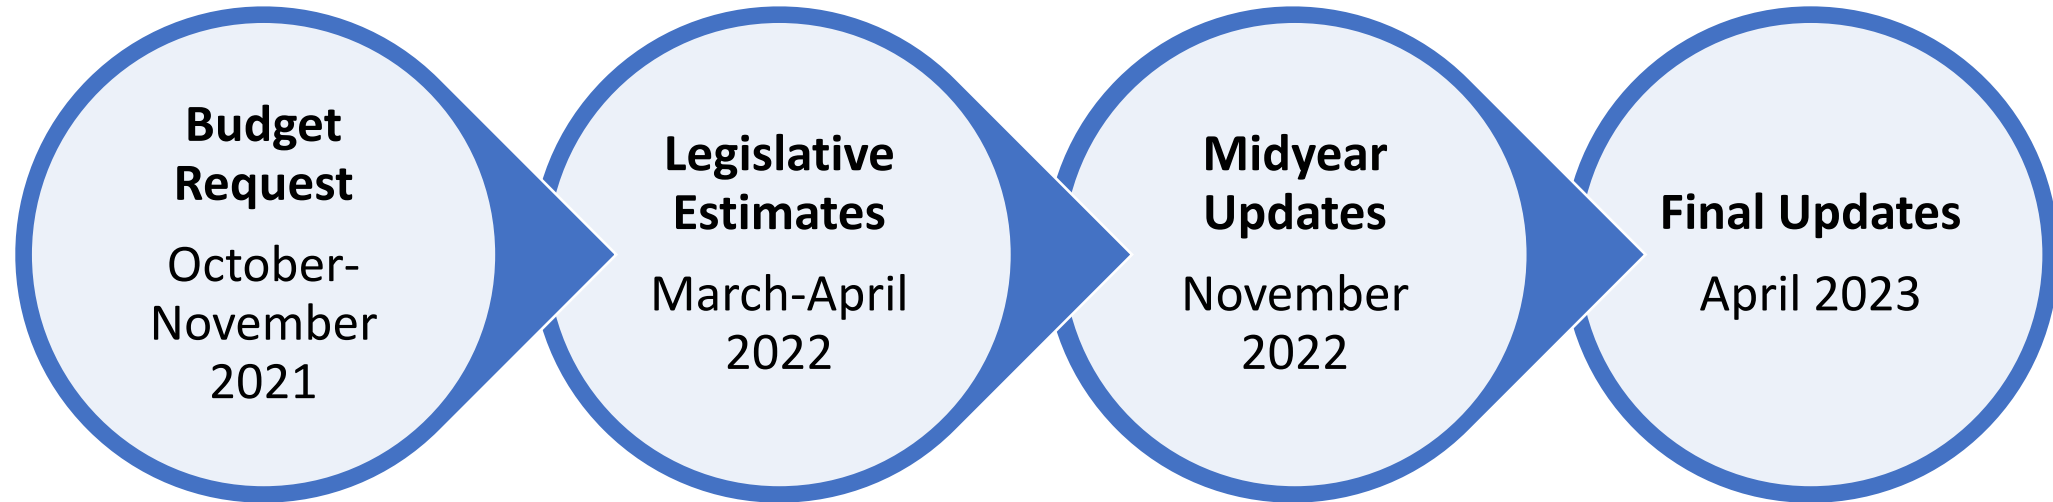 Budget
Request
October-
November
2021
Legislative
Estimates
March-April
2022
Midyear
Updates
November
2022
Final Updates
April 2023